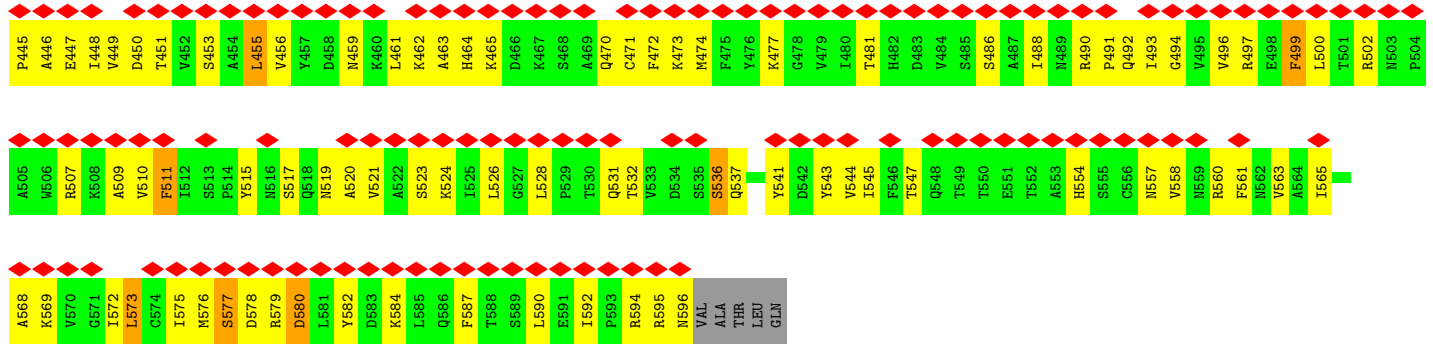 P445 A446 E447 I448 V449 D450 T451 V452 S453 A454 L455 V456 Y457 D458 N459 K460 L461 K462 A463 H464 K465 D466 K467 S468 A469 Q470 C471 F472 K473 M474 F475 Y476 K477 G478 V479 I480 T481 H482 D483 V484 S485 S486 A487 I488 N489 R490 P491 Q492 I493 G494 V495 V496 R497 E498 F499 L500 T501 R502 N503 P504
A505 W506 R507 K508 A509 V510 F511 I512 S513 P514 Y515 N516 S517 Q518 N519 A520 V521 A522 S523 K524 I525 L526 G527 L528 P529 T530 Q531 T532 V533 D534 S535 S536 Q537 Y541 D542 Y543 V544 I545 F546 T547 Q548 T549 T550 E551 T552 A553 H554 S555 C556 N557 V558 N559 R560 F561 N562 V563 A564 I565
A568 K569 V570 G571 I572 L573 C574 I575 M576 S577 D578 R579 D580 L581 Y582 D583 K584 L585 Q586 F587 T588 S589 L590 E591 I592 P593 R594 R595 N596 VAL ALA THR LEU GLN